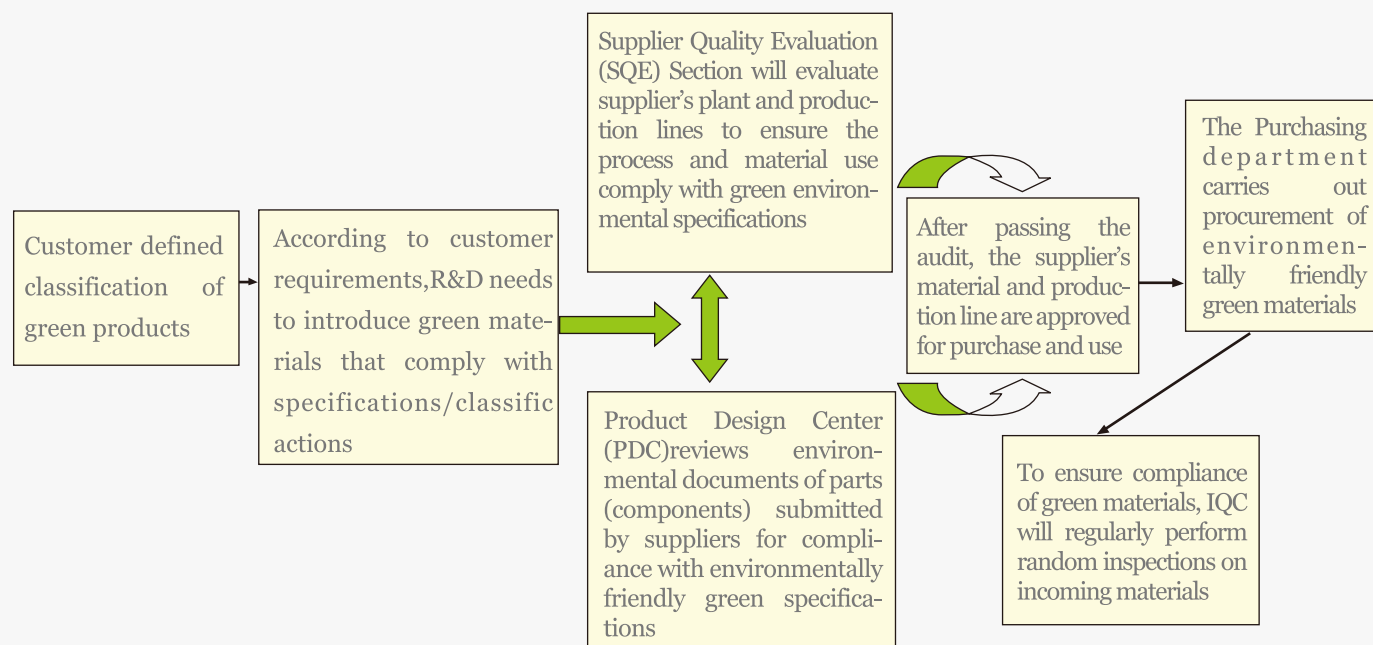 Customer defined
classification of
green products
According to customer
requirements,R&D needs
to introduce green mate-
rials that comply with
specifications/classific
actions
Supplier Quality Evaluation
(SQE) Section will evaluate
supplier’s plant and produc-
tion lines to ensure the
process and material use
comply with green environ-
mental specifications
Product Design Center
(PDC)reviews environ-
mental documents of parts
(components) submitted
by suppliers for compli-
ance with environmentally
friendly green specifica-
tions
After passing the
audit, the supplier’s
material and produc-
tion line are approved
for purchase and use
The Purchasing
department
carries out
procurement of
environmen-
tally friendly
green materials
To ensure compliance
of green materials, IQC
will regularly perform
random inspections on
incoming materials